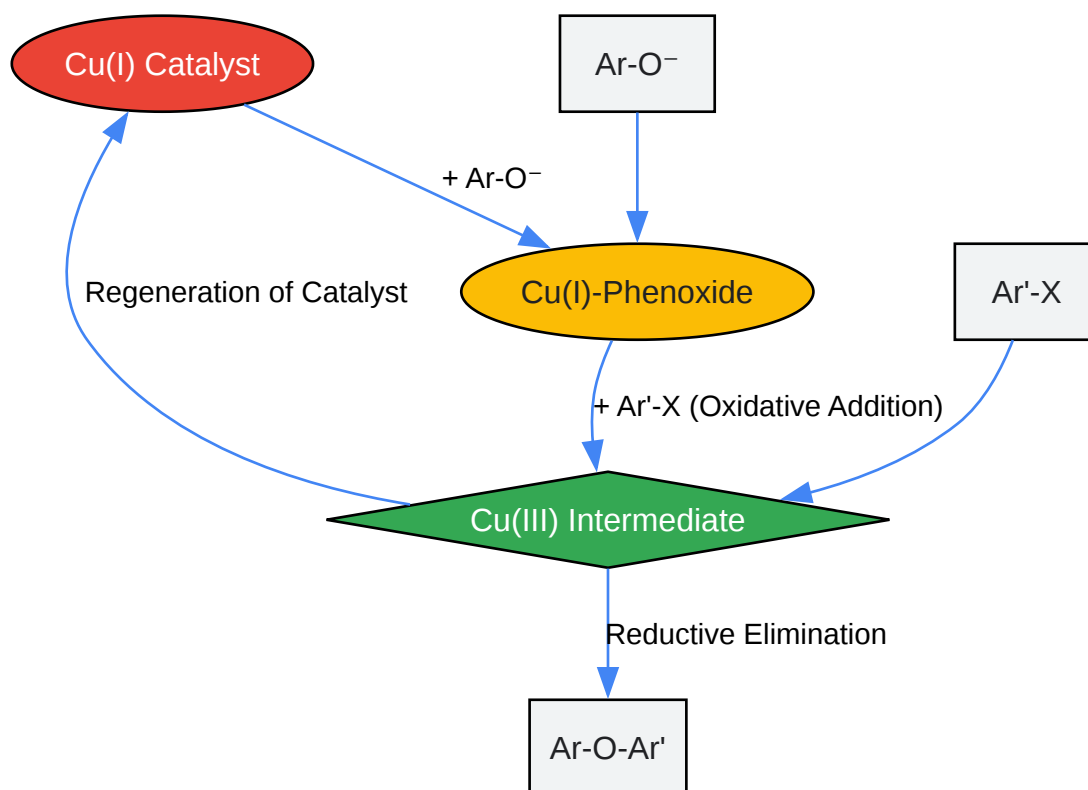 Cu(I) Catalyst
Ar-O⁻
+ Ar-O⁻
Regeneration of Catalyst
Cu(I)-Phenoxide
Ar'-X
+ Ar'-X (Oxidative Addition)
Cu(III) Intermediate
Reductive Elimination
Ar-O-Ar'